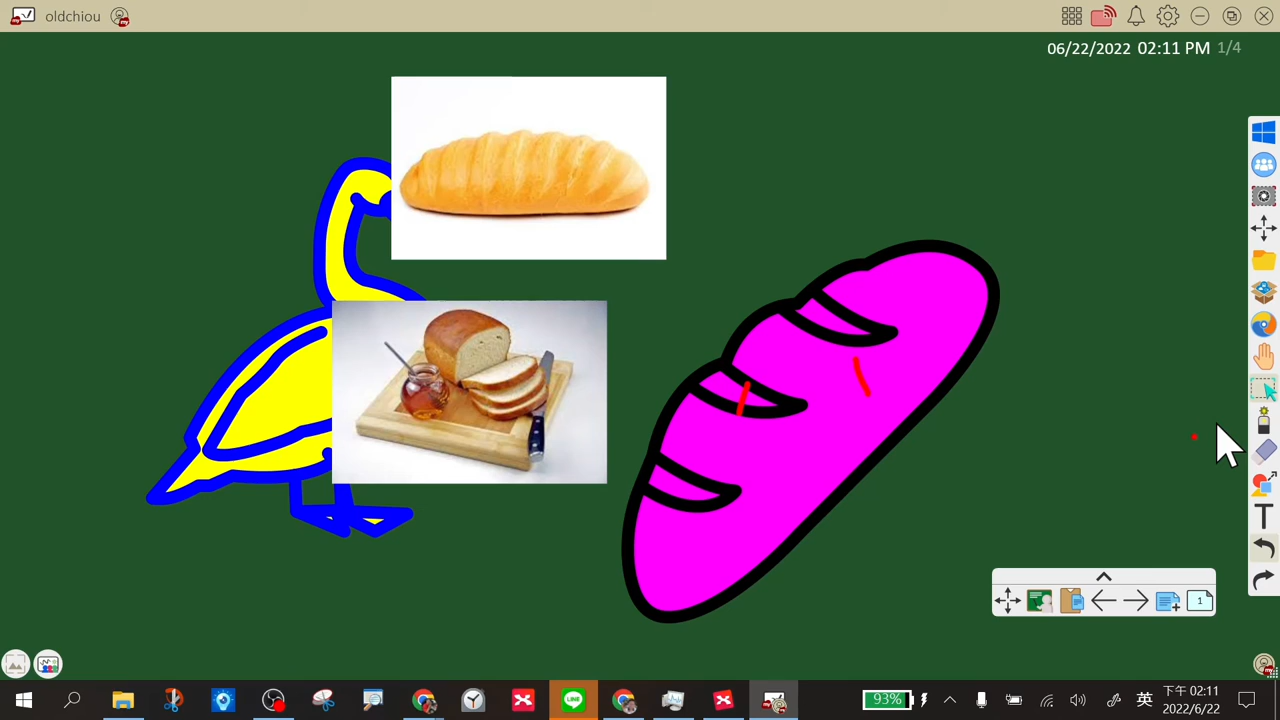 oldchiou
06/22/2022 02:11 PM 1/4
T
1
93%
英
下午 02:11
2022/6/22
LINE